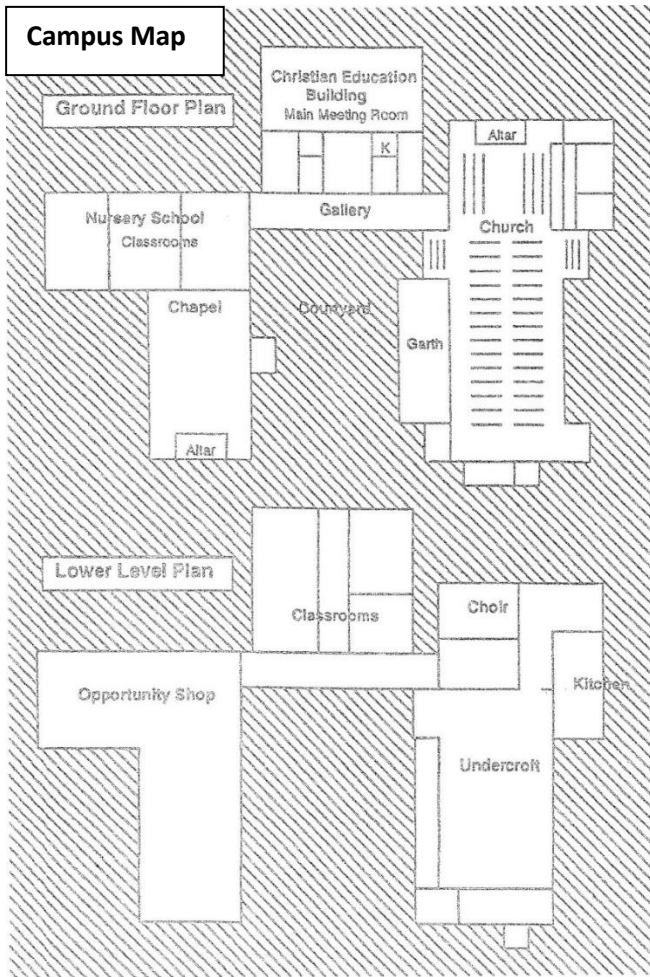 Campus Map
Ground Floor Plan
Christian Education
Building
Main Meeting Room
K
Altar
Gallery
Nursery School
Classrooms
Church
Chapel
Courtyard
Garth
Altar
Lower Level Plan
Classrooms
Choir
Opportunity Shop
Kitchen
Undercroft